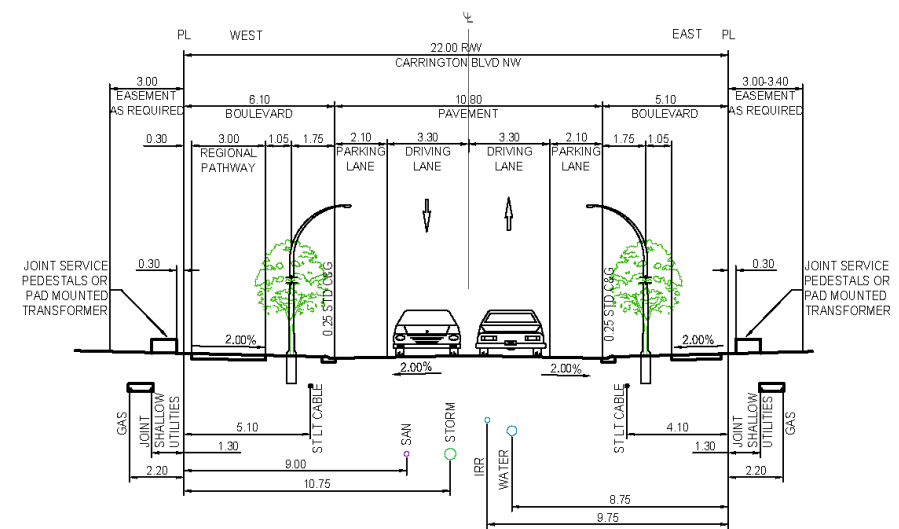 ℄
PL WEST EAST PL
22.00 R/W
CARRINGTON BLVD NW
3.00
EASEMENT
AS REQUIRED
3.00-3.40
EASEMENT
AS REQUIRED
6.10
BOULEVARD
10.80
PAVEMENT
5.10
BOULEVARD
0.30
3.00
REGIONAL
PATHWAY
1.05
1.75
2.10
PARKING
LANE
3.30
DRIVING
LANE
3.30
DRIVING
LANE
2.10
PARKING
LANE
1.75
1.05
0.30
0.30
JOINT SERVICE
PEDESTALS OR
PAD MOUNTED
TRANSFORMER
JOINT SERVICE
PEDESTALS OR
PAD MOUNTED
TRANSFORMER
0.25 STD C&G
0.25 STD C&G
2.00%
2.00%
2.00%
2.00%
GAS
JOINT
SHALLOW
UTILITIES
ST LT CABLE
SAN
STORM
IRR
WATER
ST LT CABLE
JOINT
SHALLOW
UTILITIES
GAS
5.10
4.10
1.30
1.30
2.20
9.00
2.20
10.75
8.75
9.75